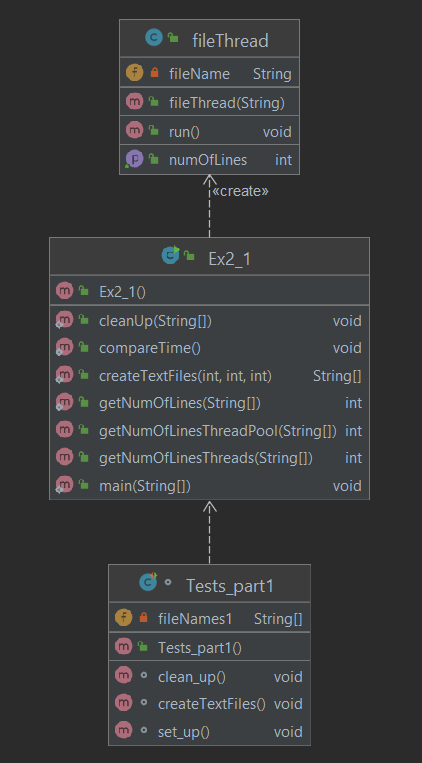 fileThread
fileName String
fileThread(String)
run() void
numOfLines int
«create»
Ex2_1
Ex2_1()
cleanUp(String[]) void
compareTime() void
createTextFiles(int, int, int) String[]
getNumOfLines(String[]) int
getNumOfLinesThreadPool(String[]) int
getNumOfLinesThreads(String[]) int
main(String[]) void
Tests_part1
fileNames1 String[]
Tests_part1()
clean_up() void
createTextFiles() void
set_up() void